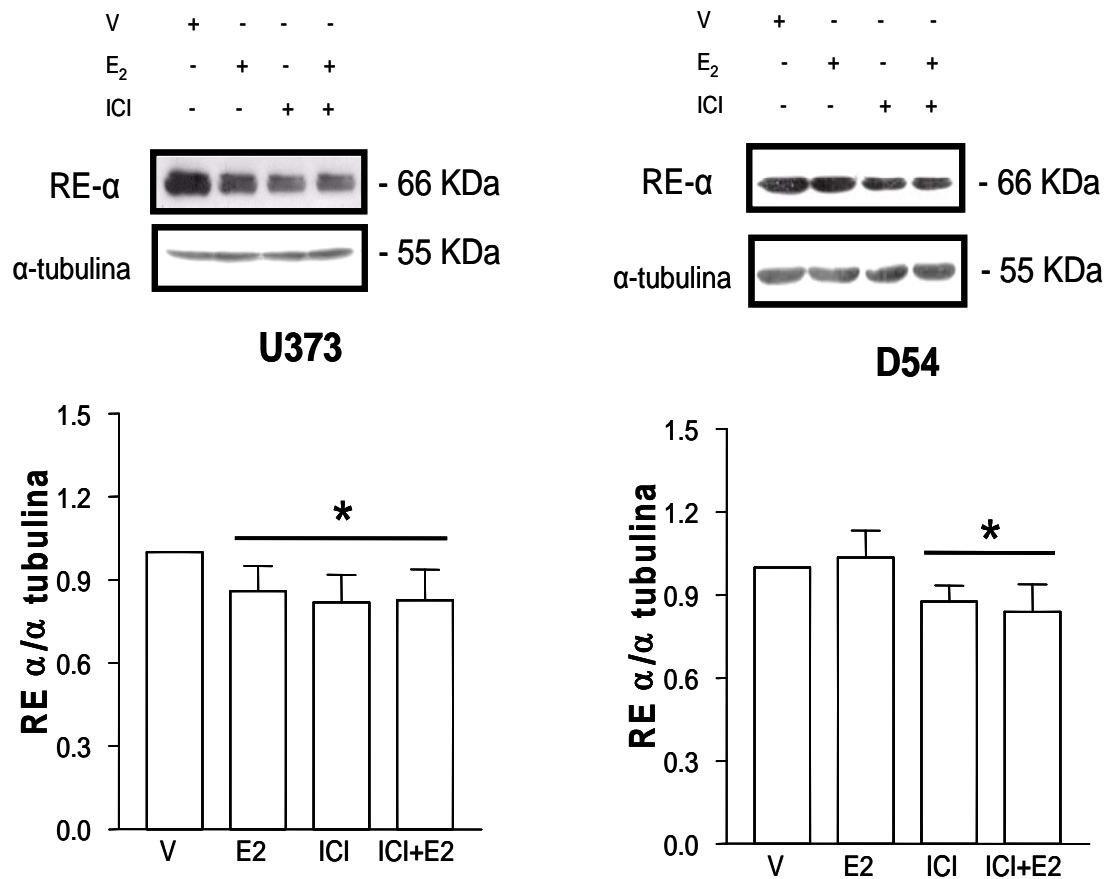 V + - - -
E₂ - + - +
ICI - - + +
RE-α - 66 KDa
α-tubulina - 55 KDa
U373
1.5
1.2
0.9
0.6
0.3
0.0
RE α/α tubulina
*
V E2 ICI ICI+E2
V + - - -
E₂ - + - +
ICI - - + +
RE-α - 66 KDa
α-tubulina - 55 KDa
D54
1.5
1.2
0.9
0.6
0.3
0.0
RE α/α tubulina
*
V E2 ICI ICI+E2